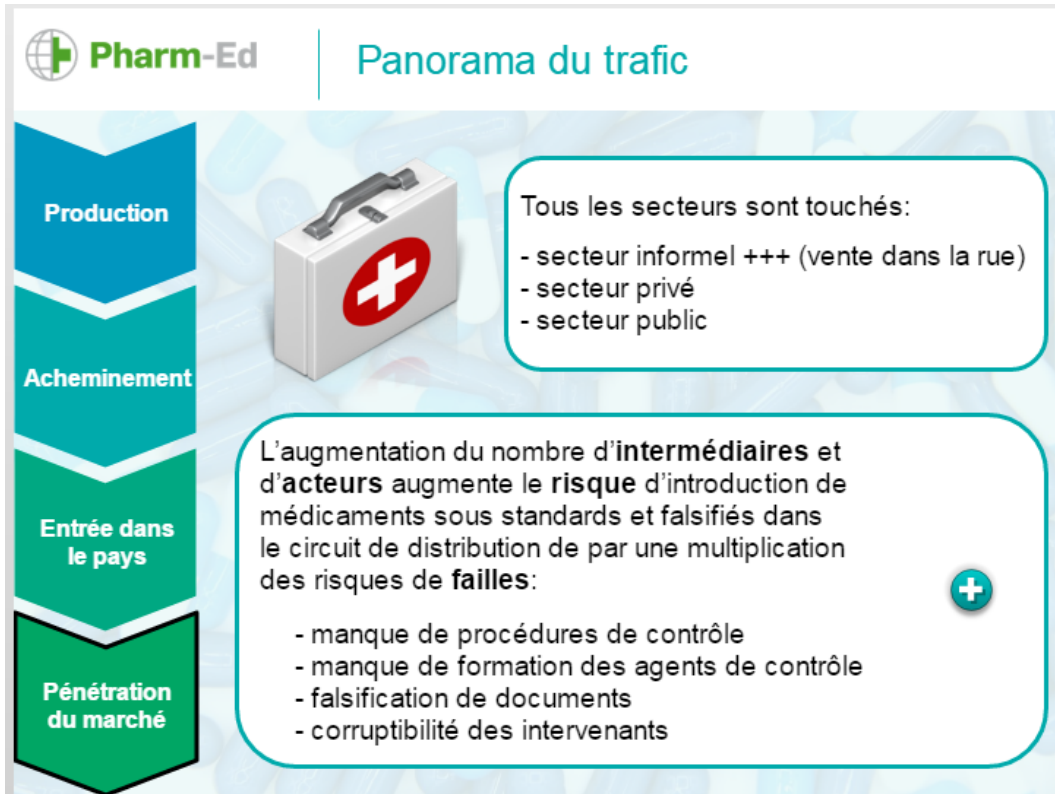 Pharm-Ed
Panorama du trafic
Production
Acheminement
Entrée dans
le pays
Pénétration
du marché
Tous les secteurs sont touchés:
- secteur informel +++ (vente dans la rue)
- secteur privé
- secteur public
L'augmentation du nombre d'intermédiaires et
d'acteurs augmente le risque d'introduction de
médicaments sous standards et falsifiés dans
le circuit de distribution de par une multiplication
des risques de failles:
- manque de procédures de contrôle
- manque de formation des agents de contrôle
- falsification de documents
- corruptibilité des intervenants